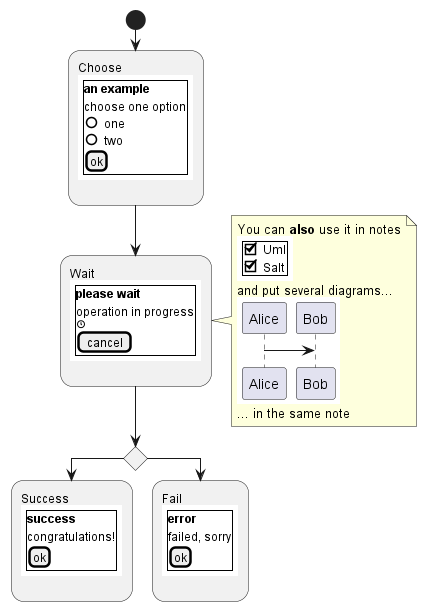 Choose
an example
choose one option
one
two
ok
Wait
please wait
operation in progress
cancel
You can also use it in notes
Uml
Salt
and put several diagrams...
Alice Bob
Alice Bob
... in the same note
Success
success
congratulations!
ok
Fail
error
failed, sorry
ok